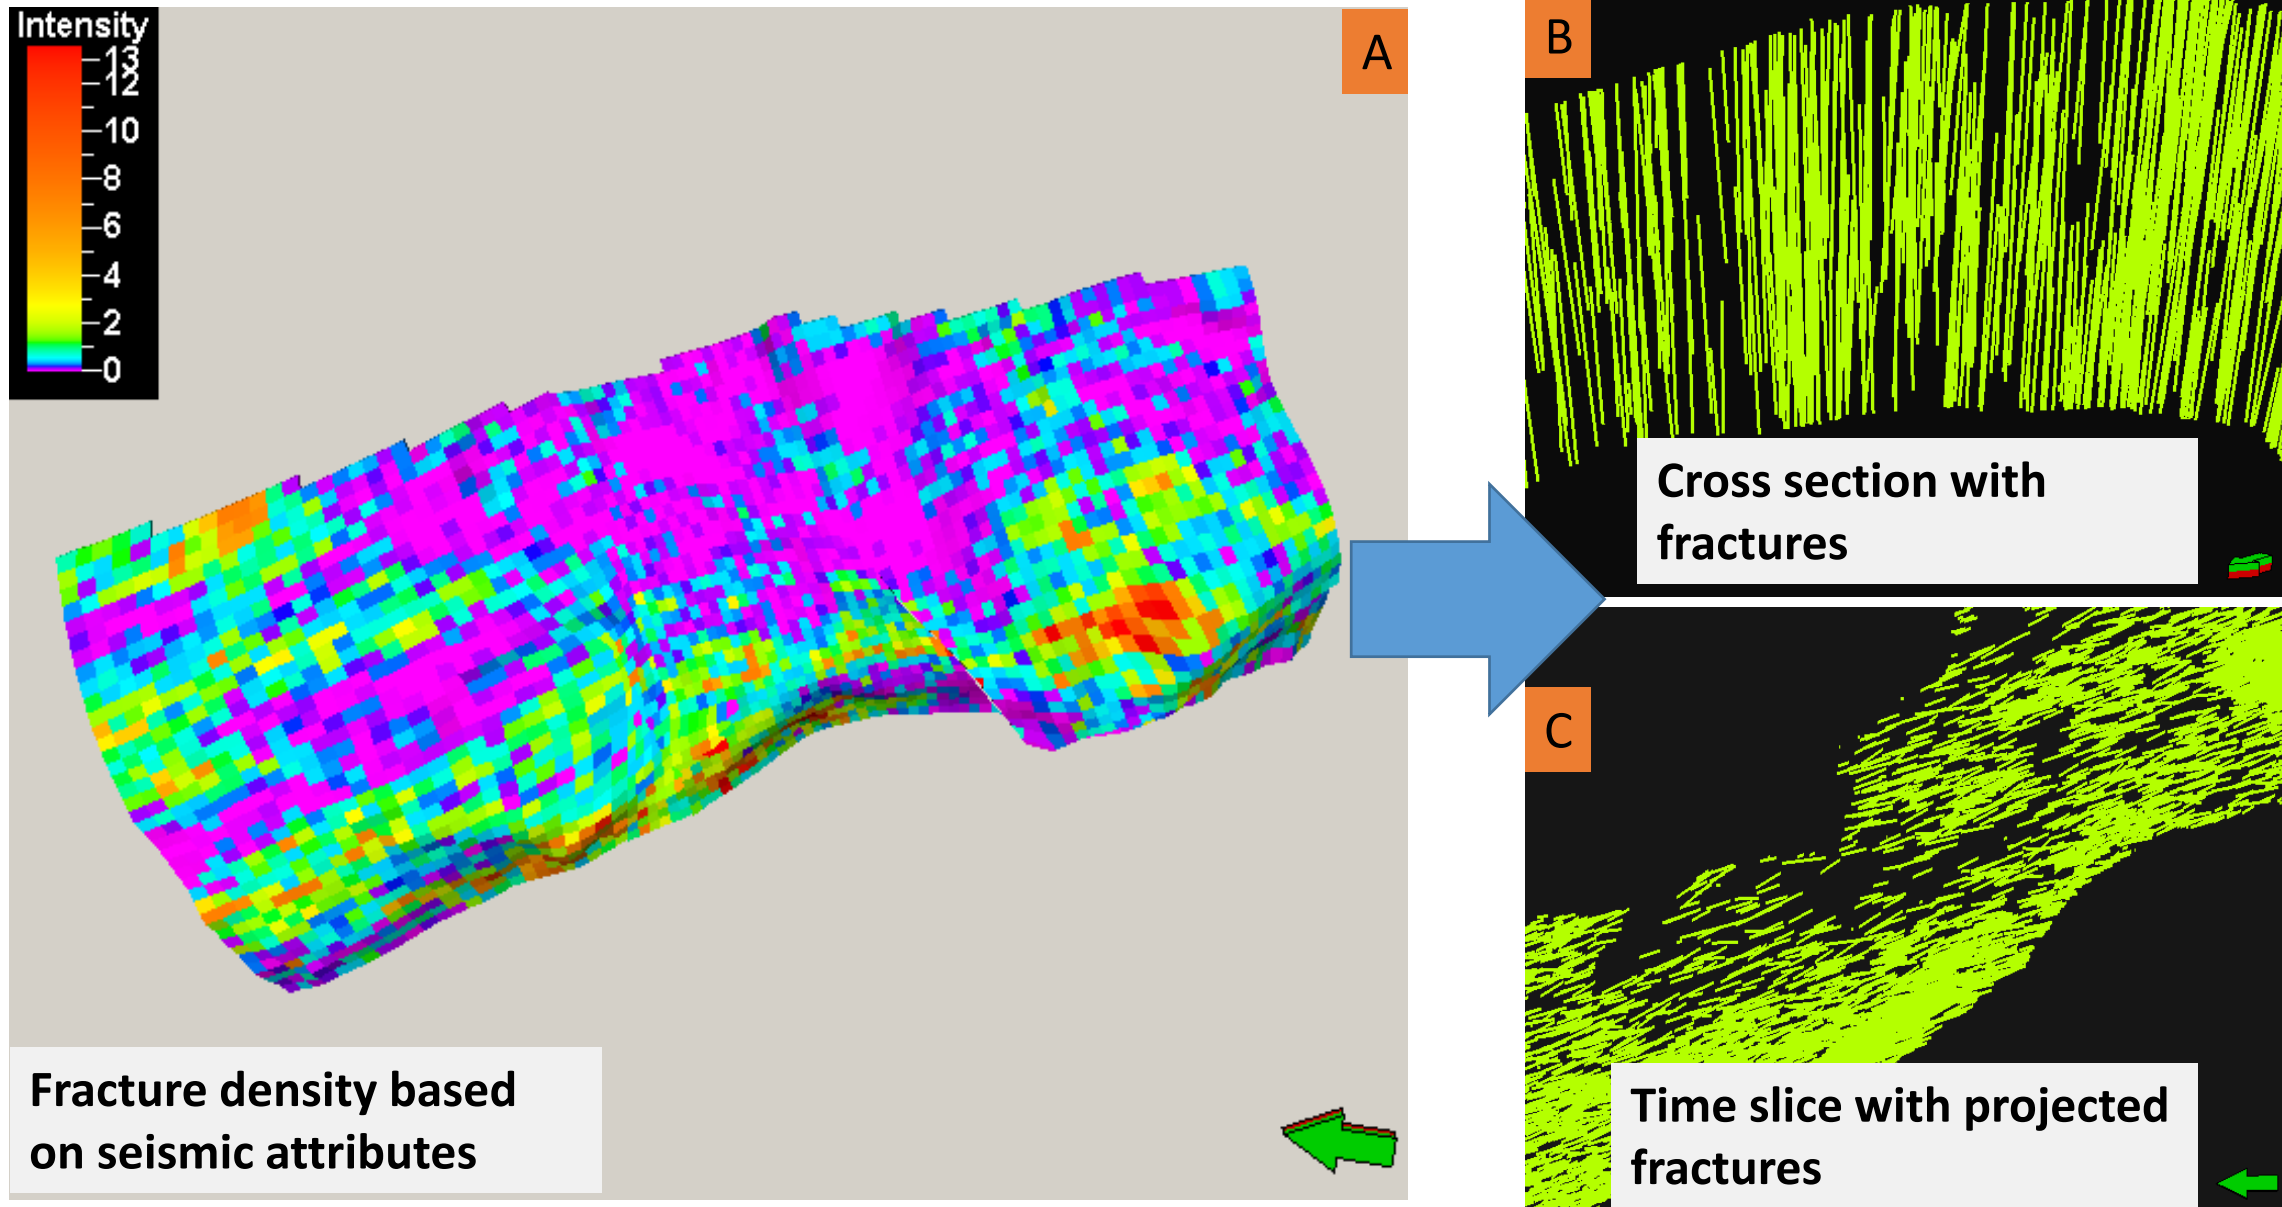 Intensity
13
12
10
8
6
4
2
0
A
Fracture density based
on seismic attributes
B
Cross section with
fractures
C
Time slice with projected
fractures